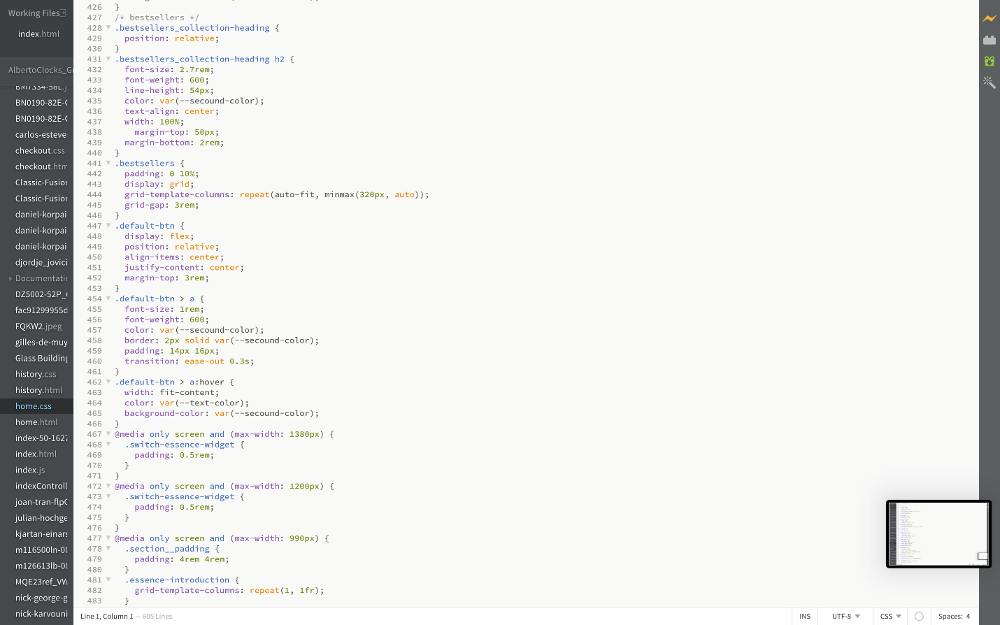 Working Files
index.html
AlbertoClocks_G
BM7334-58L.j
BN0190-82E-
BN0190-82E-
carlos-esteve
checkout.css
checkout.htm
Classic-Fusion
Classic-Fusion
daniel-korpai
daniel-korpai
daniel-korpai
djordje_jovici
Documentatio
DZ5002-52P_
fac91299955d
FQKW2.jpeg
gilles-de-muy
Glass Building
history.css
history.html
home.css
home.html
index-50-1627
index.html
index.js
indexControll
joan-tran-flp
julian-hochge
kjartan-einars
m116500ln-00
m126613lb-00
MQE23ref_VW
nick-george-g
nick-karvouni
426 }
427 /* bestsellers */
428 .bestsellers_collection-heading {
429 position: relative;
430 }
431 .bestsellers_collection-heading h2 {
432 font-size: 2.7rem;
433 font-weight: 600;
434 line-height: 54px;
435 color: var(--secound-color);
436 text-align: center;
437 width: 100%;
438 margin-top: 50px;
439 margin-bottom: 2rem;
440 }
441 .bestsellers {
442 padding: 0 10%;
443 display: grid;
444 grid-template-columns: repeat(auto-fit, minmax(320px, auto));
445 grid-gap: 3rem;
446 }
447 .default-btn {
448 display: flex;
449 position: relative;
450 align-items: center;
451 justify-content: center;
452 margin-top: 3rem;
453 }
454 .default-btn > a {
455 font-size: 1rem;
456 font-weight: 600;
457 color: var(--secound-color);
458 border: 2px solid var(--secound-color);
459 padding: 14px 16px;
460 transition: ease-out 0.3s;
461 }
462 .default-btn > a:hover {
463 width: fit-content;
464 color: var(--text-color);
465 background-color: var(--secound-color);
466 }
467 @media only screen and (max-width: 1380px) {
468 .switch-essence-widget {
469 padding: 0.5rem;
470 }
471 }
472 @media only screen and (max-width: 1200px) {
473 .switch-essence-widget {
474 padding: 0.5rem;
475 }
476 }
477 @media only screen and (max-width: 990px) {
478 .section__padding {
479 padding: 4rem 4rem;
480 }
481 .essence-introduction {
482 grid-template-columns: repeat(1, 1fr);
483 }
Line 1, Column 1 — 605 Lines
INS
UTF-8
CSS
Spaces: 4